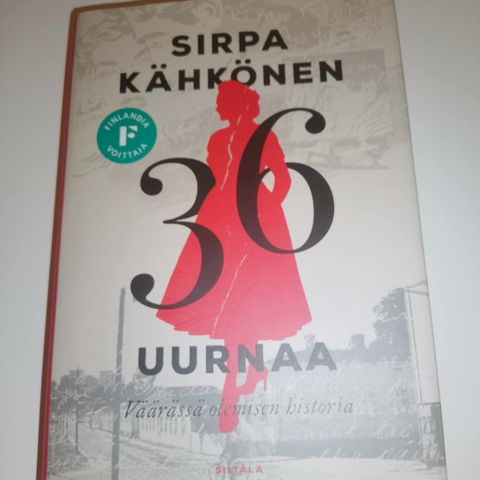 SIRPA
KÄHKÖNEN
FINLANDIA
F
VOITTAJA
36
UURNAA
Väärässä olemisen historia
SILTALA